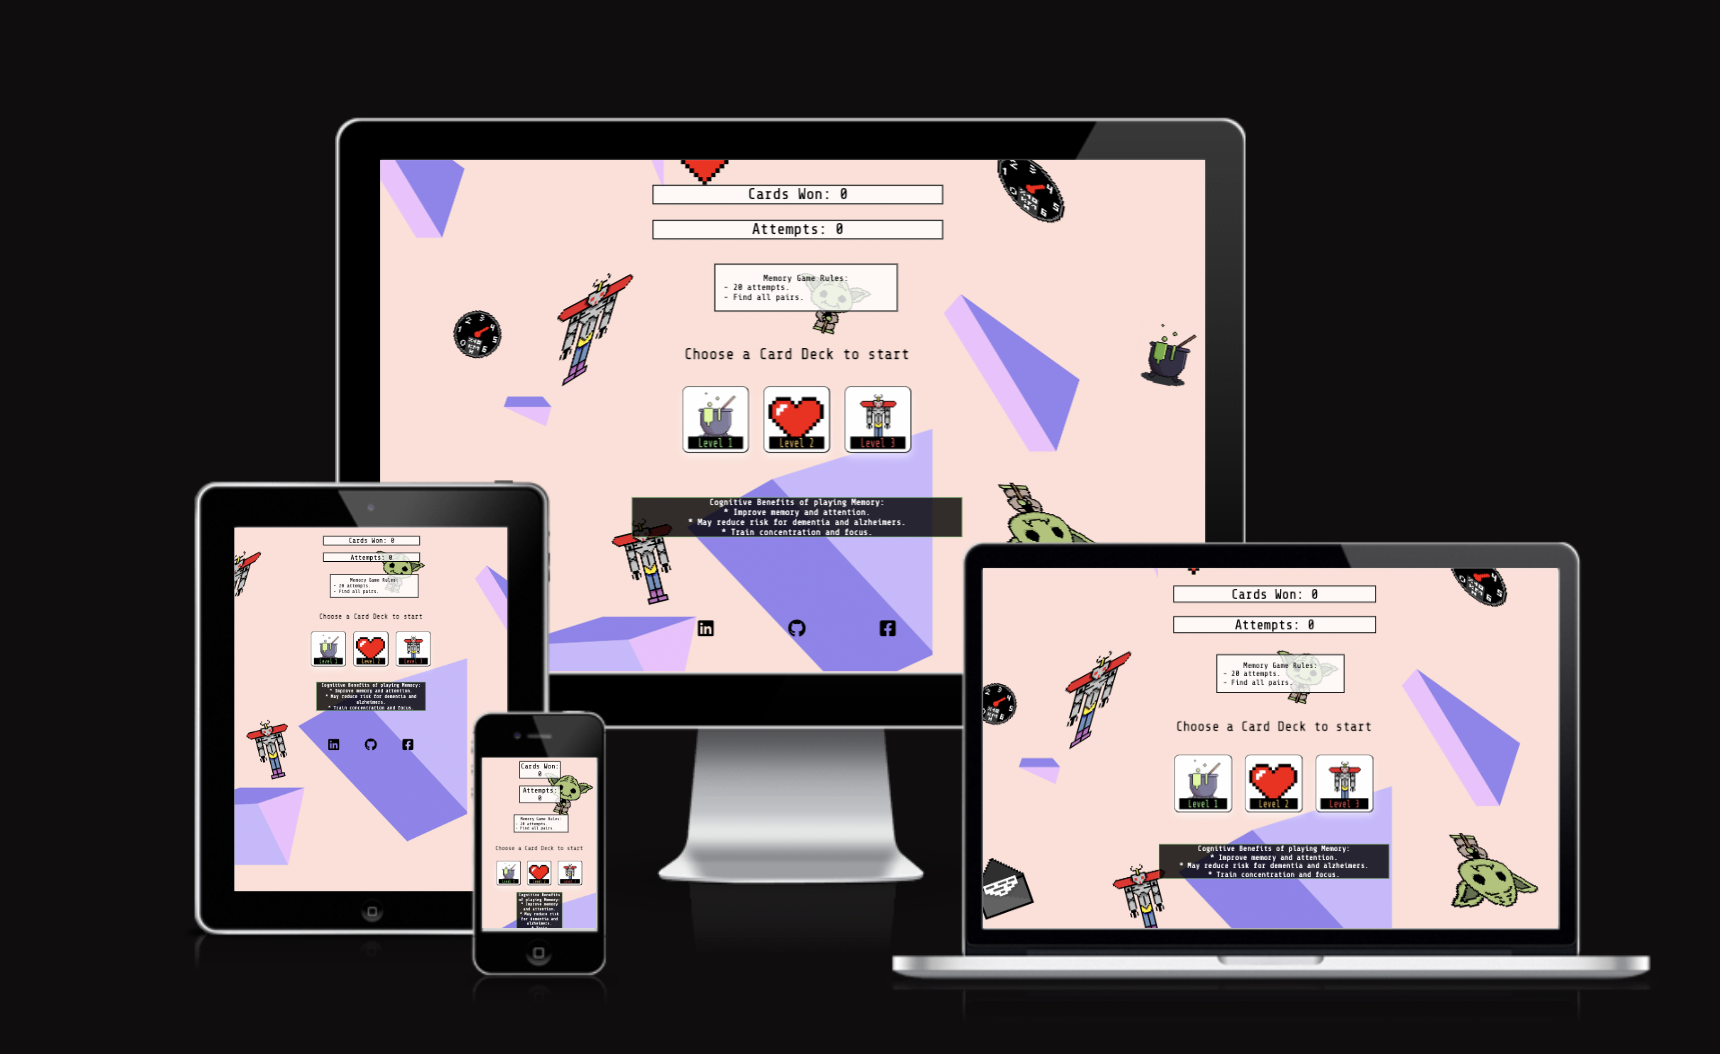 Cards Won: 0
Attempts: 0
Memory Game Rules:
- 20 attempts.
- Find all pairs.
Choose a Card Deck to start
Level 1
Level 2
Level 3
Cognitive Benefits of playing Memory:
* Improve memory and attention.
* May reduce risk for dementia and alzheimers.
* Train concentration and focus.
Cards Won: 0
Attempts: 0
Memory Game Rules:
- 20 attempts.
- Find all pairs.
Choose a Card Deck to start
Level 1
Level 2
Level 3
Cognitive Benefits of playing Memory:
* Improve memory and attention.
* May reduce risk for dementia and
alzheimers.
* Train concentration and focus.
Cards Won:
0
Attempts:
0
Memory Game Rules:
- 20 attempts.
- Find all pairs.
Choose a Card Deck to start
Cognitive Benefits
of playing Memory:
* Improve memory
and attention.
* May reduce risk
for dementia and
alzheimers.
Cards Won: 0
Attempts: 0
Memory Game Rules:
- 20 attempts.
- Find all pairs.
Choose a Card Deck to start
Level 1
Level 2
Level 3
Cognitive Benefits of playing Memory:
* Improve memory and attention.
* May reduce risk for dementia and alzheimers.
* Train concentration and focus.